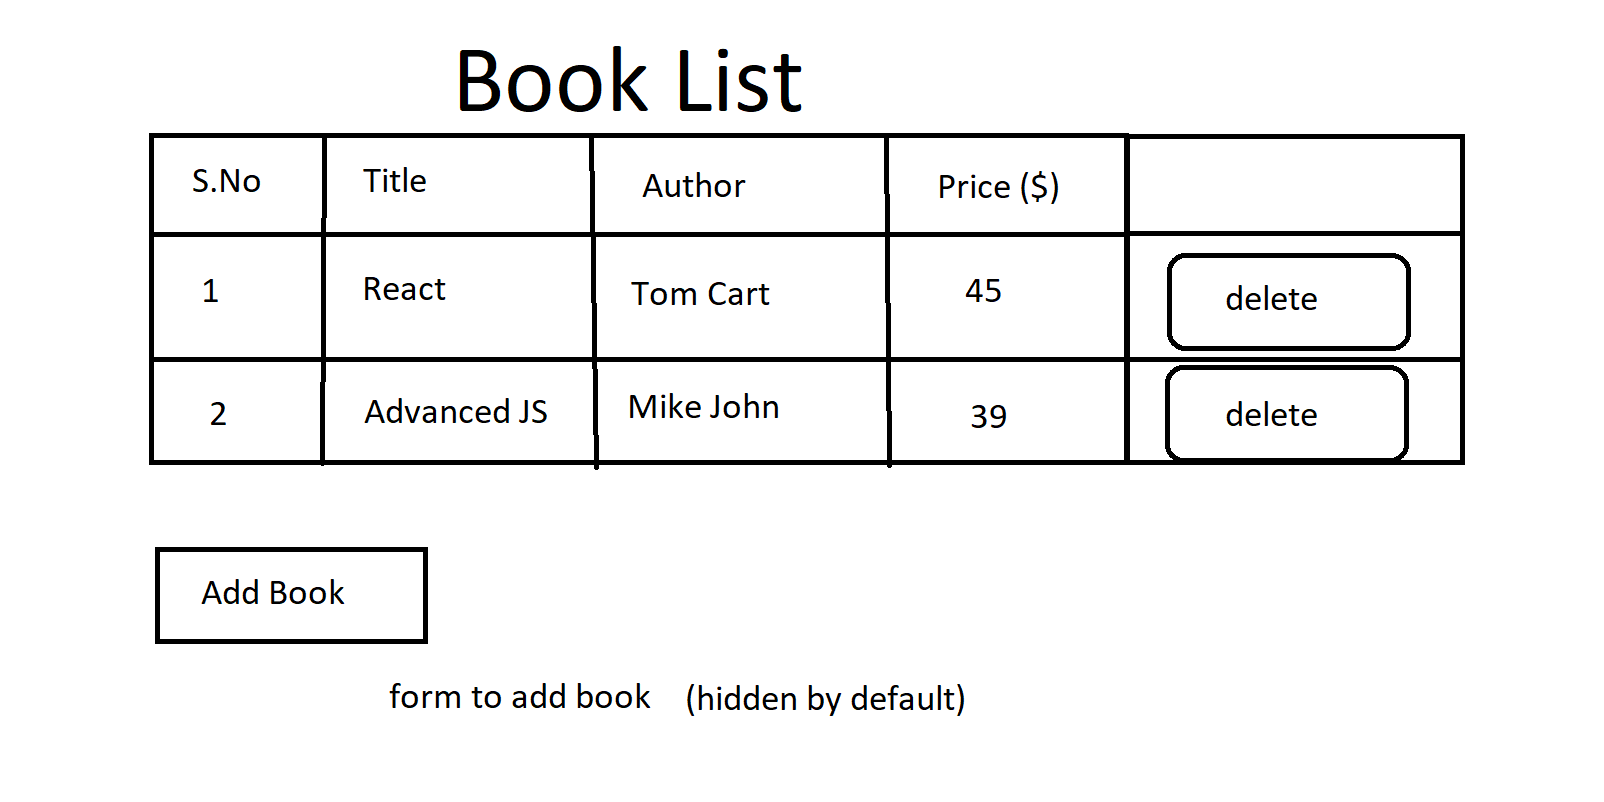 Book List
S.No Title Author Price ($)
1 React Tom Cart 45 delete
2 Advanced JS Mike John 39 delete
Add Book
form to add book (hidden by default)